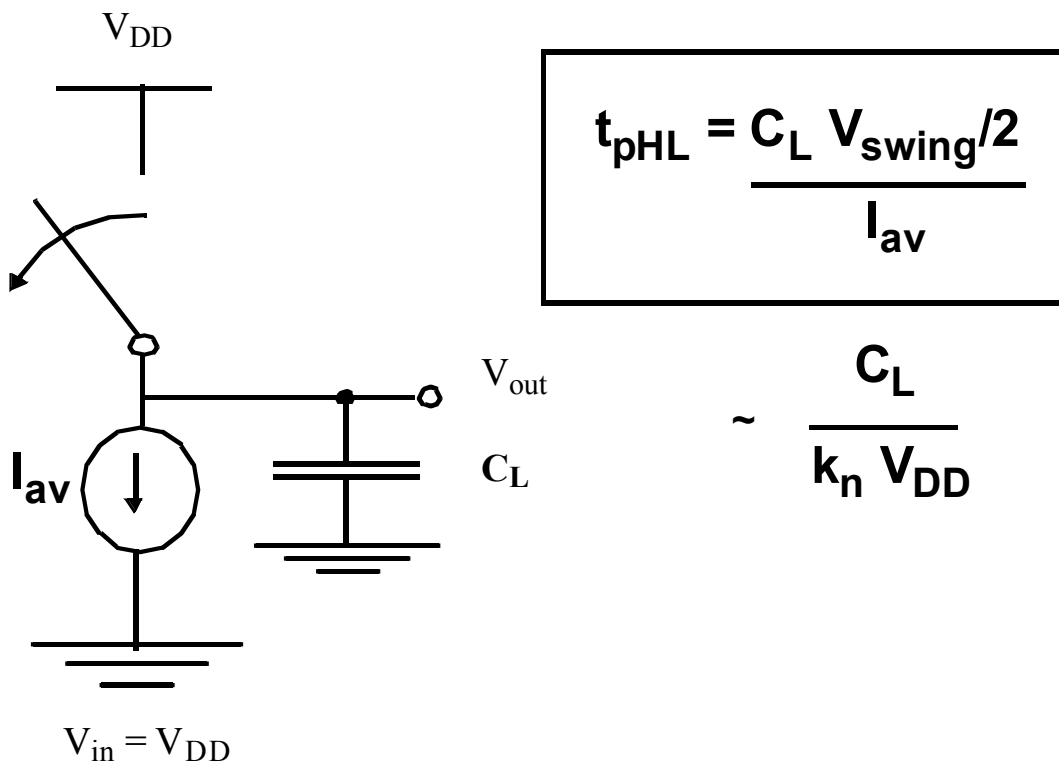 V_DD
t_pHL = C_L V_swing/2
I_av
V_out
C_L
~ C_L
k_n V_DD
I_av
V_in = V_DD